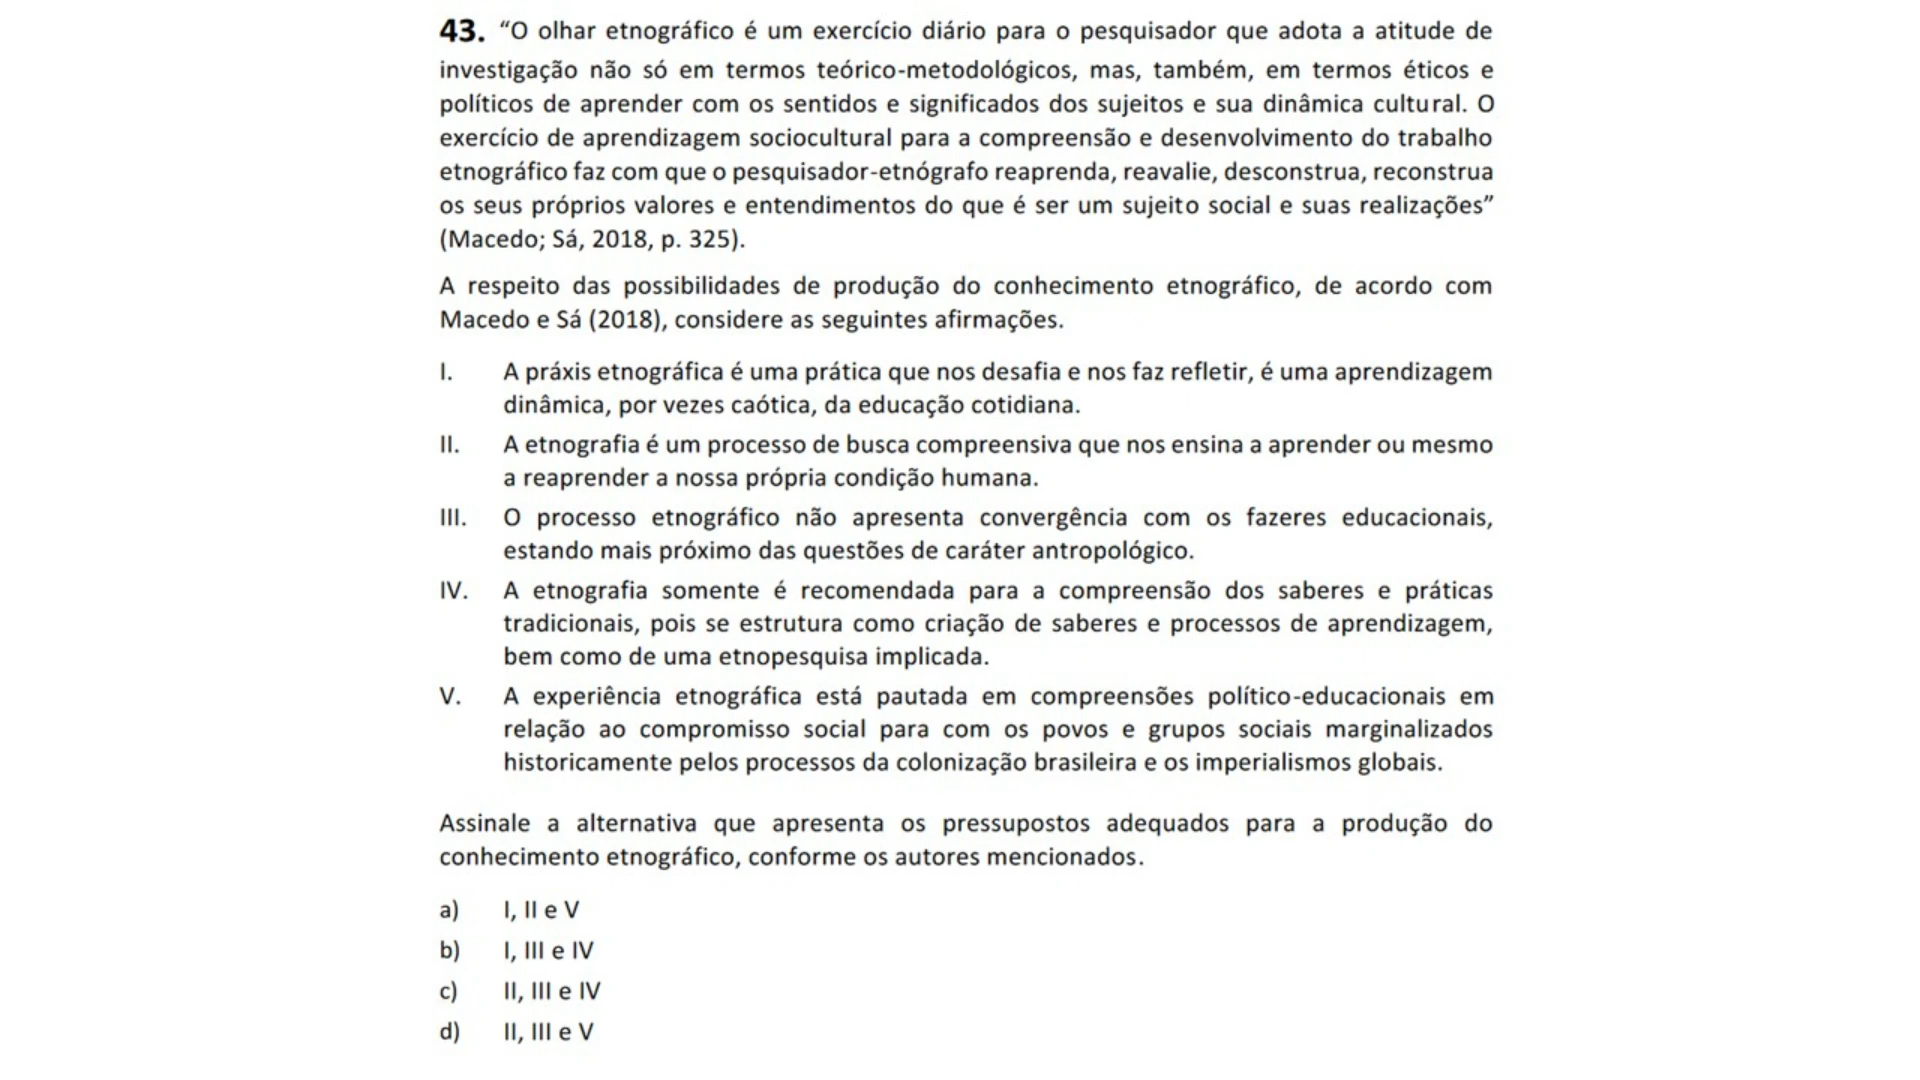 43. “O olhar etnográfico é um exercício diário para o pesquisador que adota a atitude de
investigação não só em termos teórico-metodológicos, mas, também, em termos éticos e
políticos de aprender com os sentidos e significados dos sujeitos e sua dinâmica cultural. O
exercício de aprendizagem sociocultural para a compreensão e desenvolvimento do trabalho
etnográfico faz com que o pesquisador-etnógrafo reaprenda, reavalie, desconstrua, reconstrua
os seus próprios valores e entendimentos do que é ser um sujeito social e suas realizações”
(Macedo; Sá, 2018, p. 325).
A respeito das possibilidades de produção do conhecimento etnográfico, de acordo com
Macedo e Sá (2018), considere as seguintes afirmações.
I. A práxis etnográfica é uma prática que nos desafia e nos faz refletir, é uma aprendizagem
dinâmica, por vezes caótica, da educação cotidiana.
II. A etnografia é um processo de busca compreensiva que nos ensina a aprender ou mesmo
a reaprender a nossa própria condição humana.
III. O processo etnográfico não apresenta convergência com os fazeres educacionais,
estando mais próximo das questões de caráter antropológico.
IV. A etnografia somente é recomendada para a compreensão dos saberes e práticas
tradicionais, pois se estrutura como criação de saberes e processos de aprendizagem,
bem como de uma etnopesquisa implicada.
V. A experiência etnográfica está pautada em compreensões político-educacionais em
relação ao compromisso social para com os povos e grupos sociais marginalizados
historicamente pelos processos da colonização brasileira e os imperialismos globais.
Assinale a alternativa que apresenta os pressupostos adequados para a produção do
conhecimento etnográfico, conforme os autores mencionados.
a) I, II e V
b) I, III e IV
c) II, III e IV
d) II, III e V